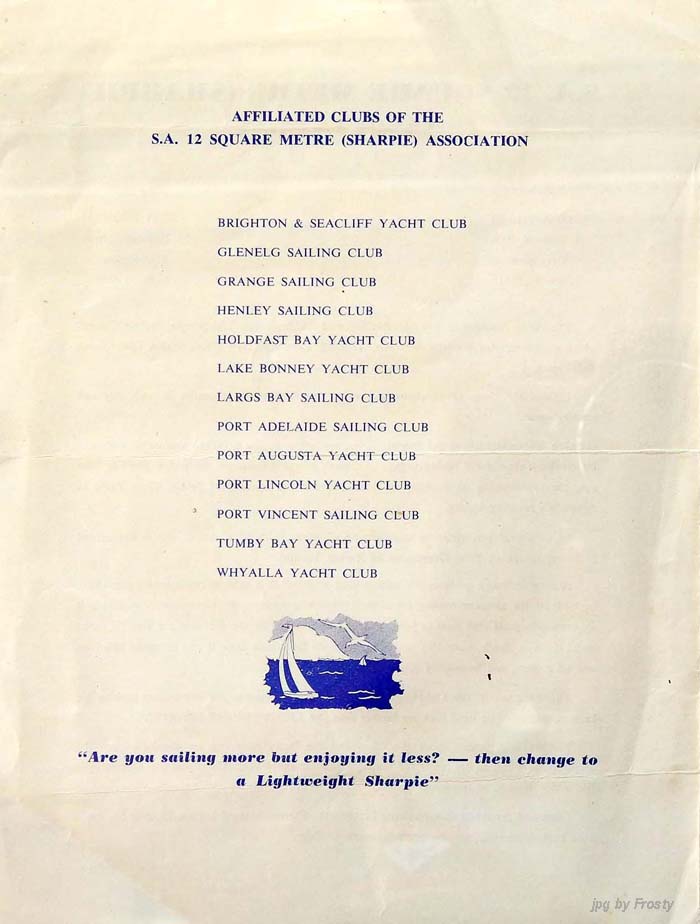 AFFILIATED CLUBS OF THE
S.A. 12 SQUARE METRE (SHARPIE) ASSOCIATION
BRIGHTON & SEACLIFF YACHT CLUB
GLENELG SAILING CLUB
GRANGE SAILING CLUB
HENLEY SAILING CLUB
HOLDFAST BAY YACHT CLUB
LAKE BONNEY YACHT CLUB
LARGS BAY SAILING CLUB
PORT ADELAIDE SAILING CLUB
PORT AUGUSTA YACHT CLUB
PORT LINCOLN YACHT CLUB
PORT VINCENT SAILING CLUB
TUMBY BAY YACHT CLUB
WHYALLA YACHT CLUB
“Are you sailing more but enjoying it less? — then change to
a Lightweight Sharpie”
jpg by Frosty